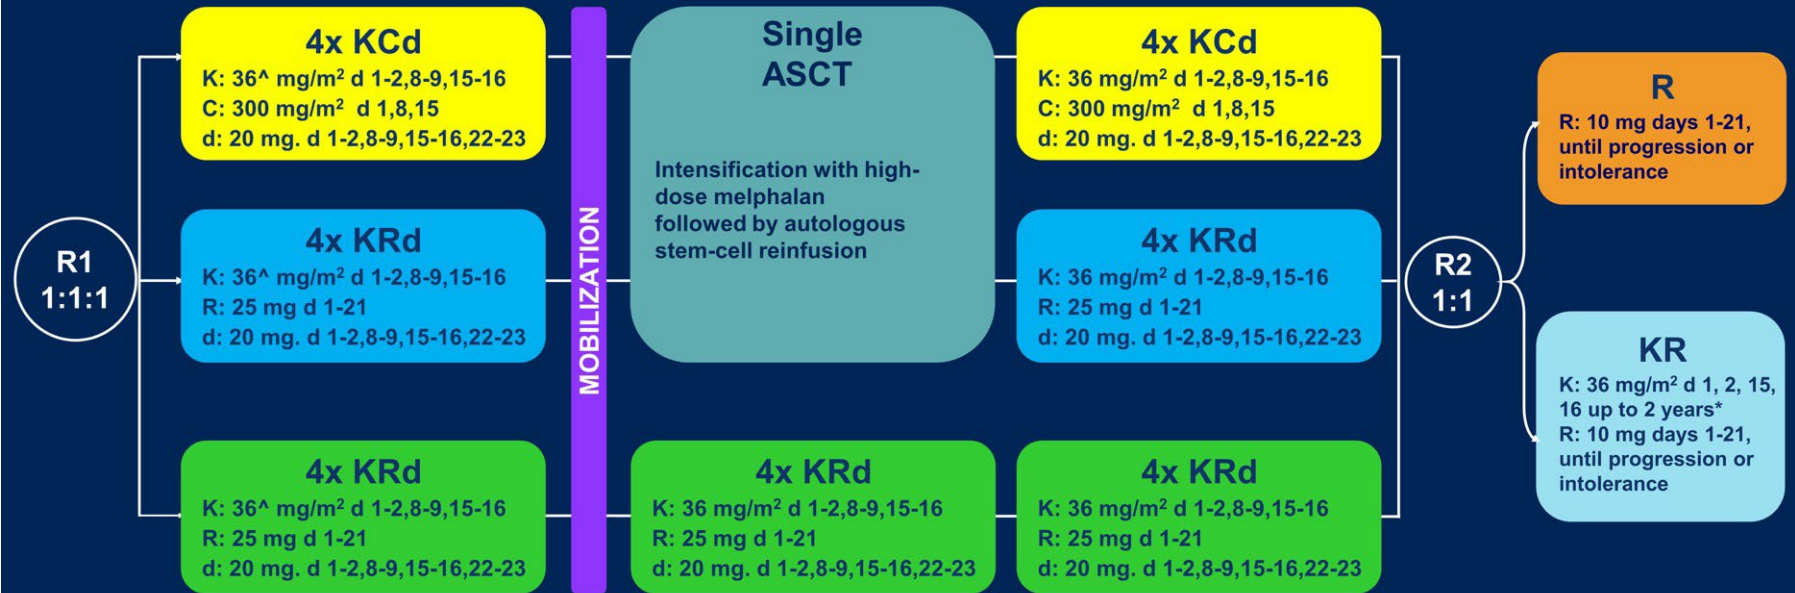 R1
1:1:1
4x KCd
K: 36^ mg/m² d 1-2,8-9,15-16
C: 300 mg/m² d 1,8,15
d: 20 mg. d 1-2,8-9,15-16,22-23
4x KRd
K: 36^ mg/m² d 1-2,8-9,15-16
R: 25 mg d 1-21
d: 20 mg. d 1-2,8-9,15-16,22-23
4x KRd
K: 36^ mg/m² d 1-2,8-9,15-16
R: 25 mg d 1-21
d: 20 mg. d 1-2,8-9,15-16,22-23
MOBILIZATION
Single
ASCT
Intensification with high-
dose melphalan
followed by autologous
stem-cell reinfusion
4x KRd
K: 36 mg/m² d 1-2,8-9,15-16
R: 25 mg d 1-21
d: 20 mg. d 1-2,8-9,15-16,22-23
4x KCd
K: 36 mg/m² d 1-2,8-9,15-16
C: 300 mg/m² d 1,8,15
d: 20 mg. d 1-2,8-9,15-16,22-23
4x KRd
K: 36 mg/m² d 1-2,8-9,15-16
R: 25 mg d 1-21
d: 20 mg. d 1-2,8-9,15-16,22-23
4x KRd
K: 36 mg/m² d 1-2,8-9,15-16
R: 25 mg d 1-21
d: 20 mg. d 1-2,8-9,15-16,22-23
R2
1:1
R
R: 10 mg days 1-21,
until progression or
intolerance
KR
K: 36 mg/m² d 1, 2, 15,
16 up to 2 years*
R: 10 mg days 1-21,
until progression or
intolerance